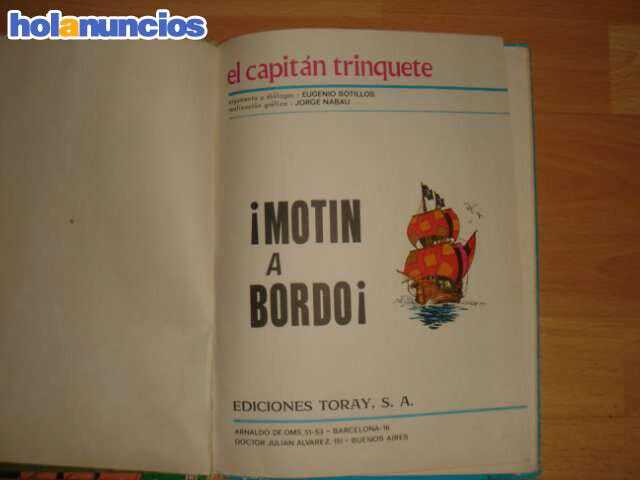 holanuncios
el capitán trinquete
argumento y diálogos - EUGENIO SOTILLOS
realización gráfica - JORGE NABAU
¡MOTIN
A
BORDO¡
EDICIONES TORAY, S. A.
ARNALDO DE OMS, 51-53 - BARCELONA-16
DOCTOR JULIAN ALVAREZ, 151 - BUENOS AIRES